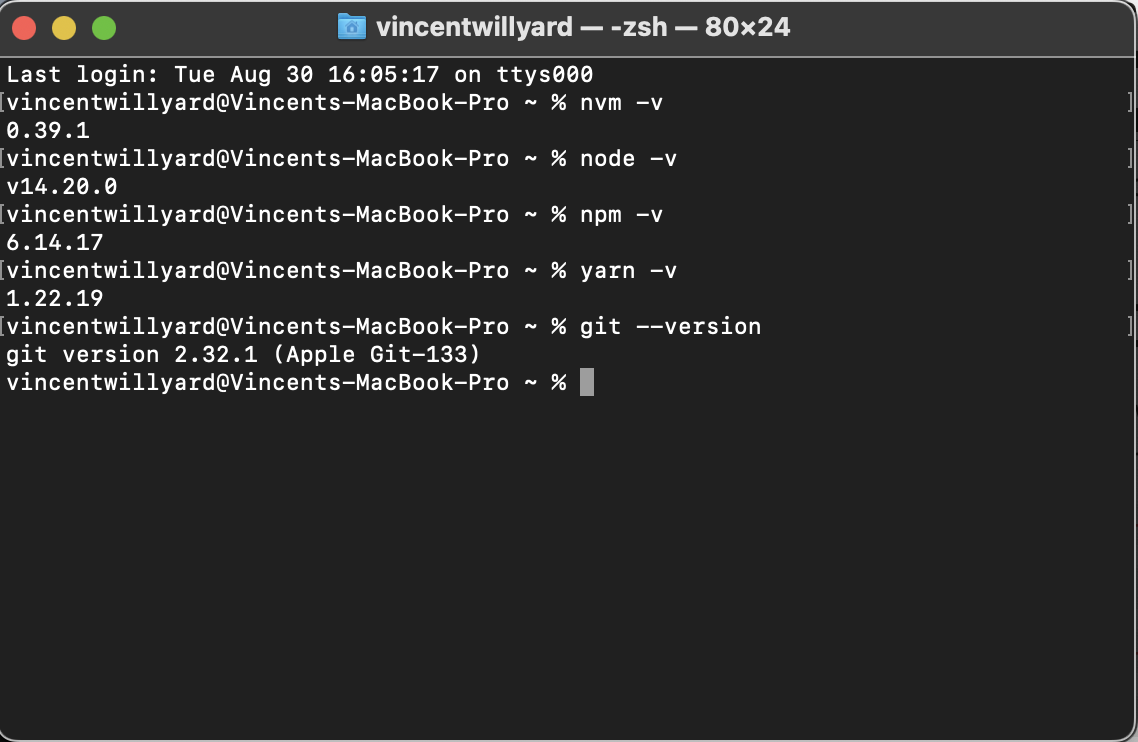 vincentwillyard — -zsh — 80×24
Last login: Tue Aug 30 16:05:17 on ttys000
[vincentwillyard@Vincents-MacBook-Pro ~ % nvm -v ]
0.39.1
[vincentwillyard@Vincents-MacBook-Pro ~ % node -v ]
v14.20.0
[vincentwillyard@Vincents-MacBook-Pro ~ % npm -v ]
6.14.17
[vincentwillyard@Vincents-MacBook-Pro ~ % yarn -v ]
1.22.19
[vincentwillyard@Vincents-MacBook-Pro ~ % git --version ]
git version 2.32.1 (Apple Git-133)
vincentwillyard@Vincents-MacBook-Pro ~ %